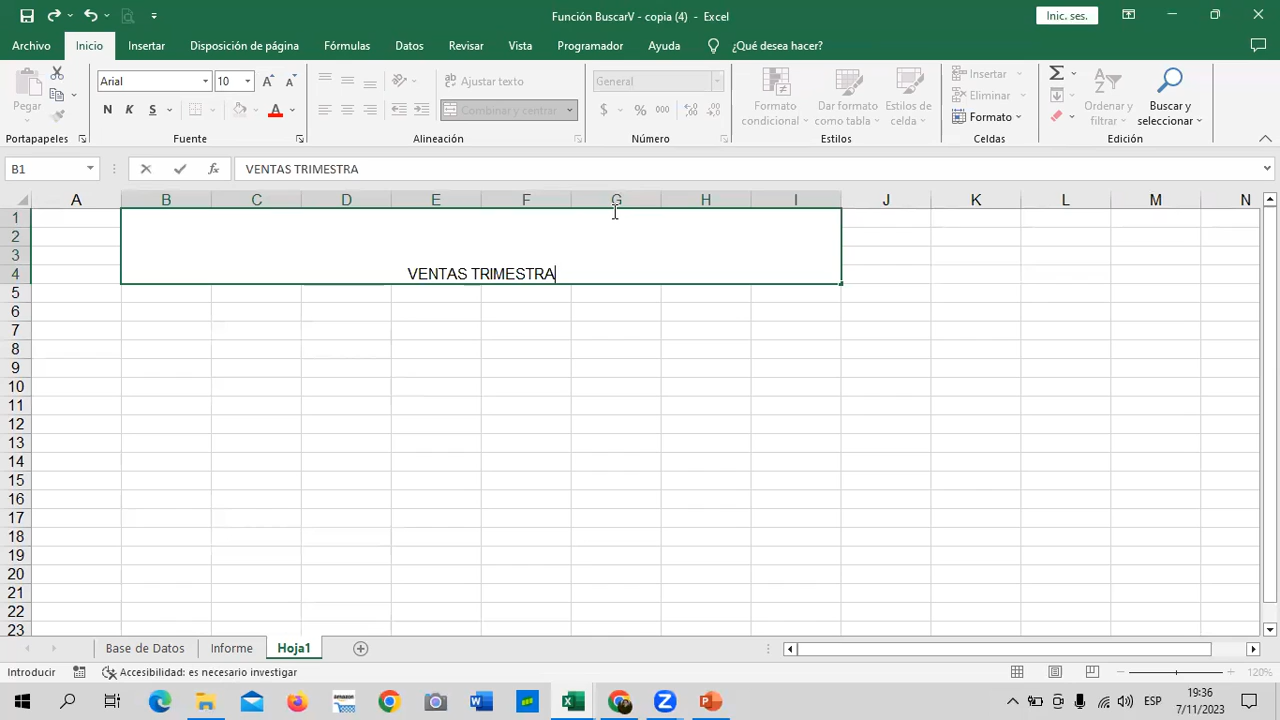 Función BuscarV - copia (4) - Excel
Inic. ses.
Archivo Inicio Insertar Disposición de página Fórmulas Datos Revisar Vista Programador Ayuda ¿Qué desea hacer?
Pegar
Arial 10
N K S A
Ajustar texto
Combinar y centrar
General
$ % 000
Formato condicional
Dar formato como tabla
Estilos de celda
Insertar
Eliminar
Formato
Ordenar y filtrar
Buscar y seleccionar
Portapapeles Fuente Alineación Número Estilos Celdas Edición
B1 fx VENTAS TRIMESTRA
A B C D E F G H I J K L M N
1
2
3
4 VENTAS TRIMESTRA
5
6
7
8
9
10
11
12
13
14
15
16
17
18
19
20
21
22
23
Base de Datos Informe Hoja1
Introducir Accesibilidad: es necesario investigar 120%
ESP 19:36
7/11/2023